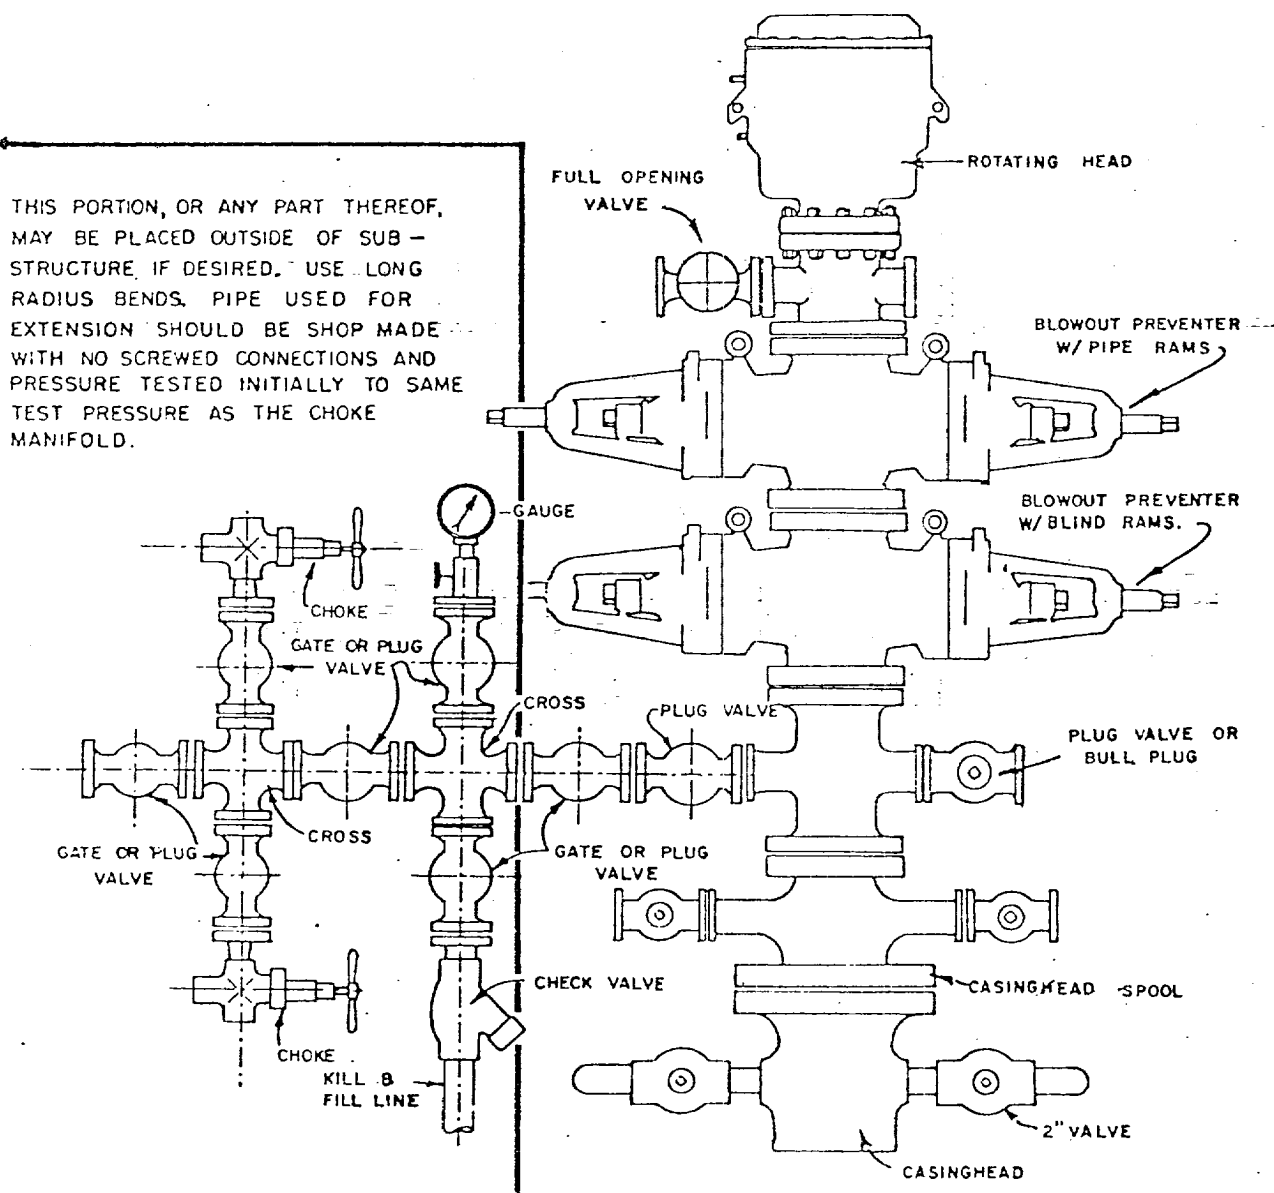 ROTATING HEAD
FULL OPENING
VALVE
THIS PORTION, OR ANY PART THEREOF,
MAY BE PLACED OUTSIDE OF SUB-
STRUCTURE IF DESIRED. USE LONG
RADIUS BENDS. PIPE USED FOR
EXTENSION SHOULD BE SHOP MADE
WITH NO SCREWED CONNECTIONS AND
PRESSURE TESTED INITIALLY TO SAME
TEST PRESSURE AS THE CHOKE
MANIFOLD.
BLOWOUT PREVENTER
W/ PIPE RAMS
BLOWOUT PREVENTER
W/BLIND RAMS.
GAUGE
CHOKE
GATE OR PLUG
VALVE
CROSS
PLUG VALVE
PLUG VALVE OR
BULL PLUG
CROSS
GATE OR PLUG
VALVE
GATE OR PLUG
VALVE
CHECK VALVE
CASINGHEAD SPOOL
CHOKE
KILL &
FILL LINE
2" VALVE
CASINGHEAD